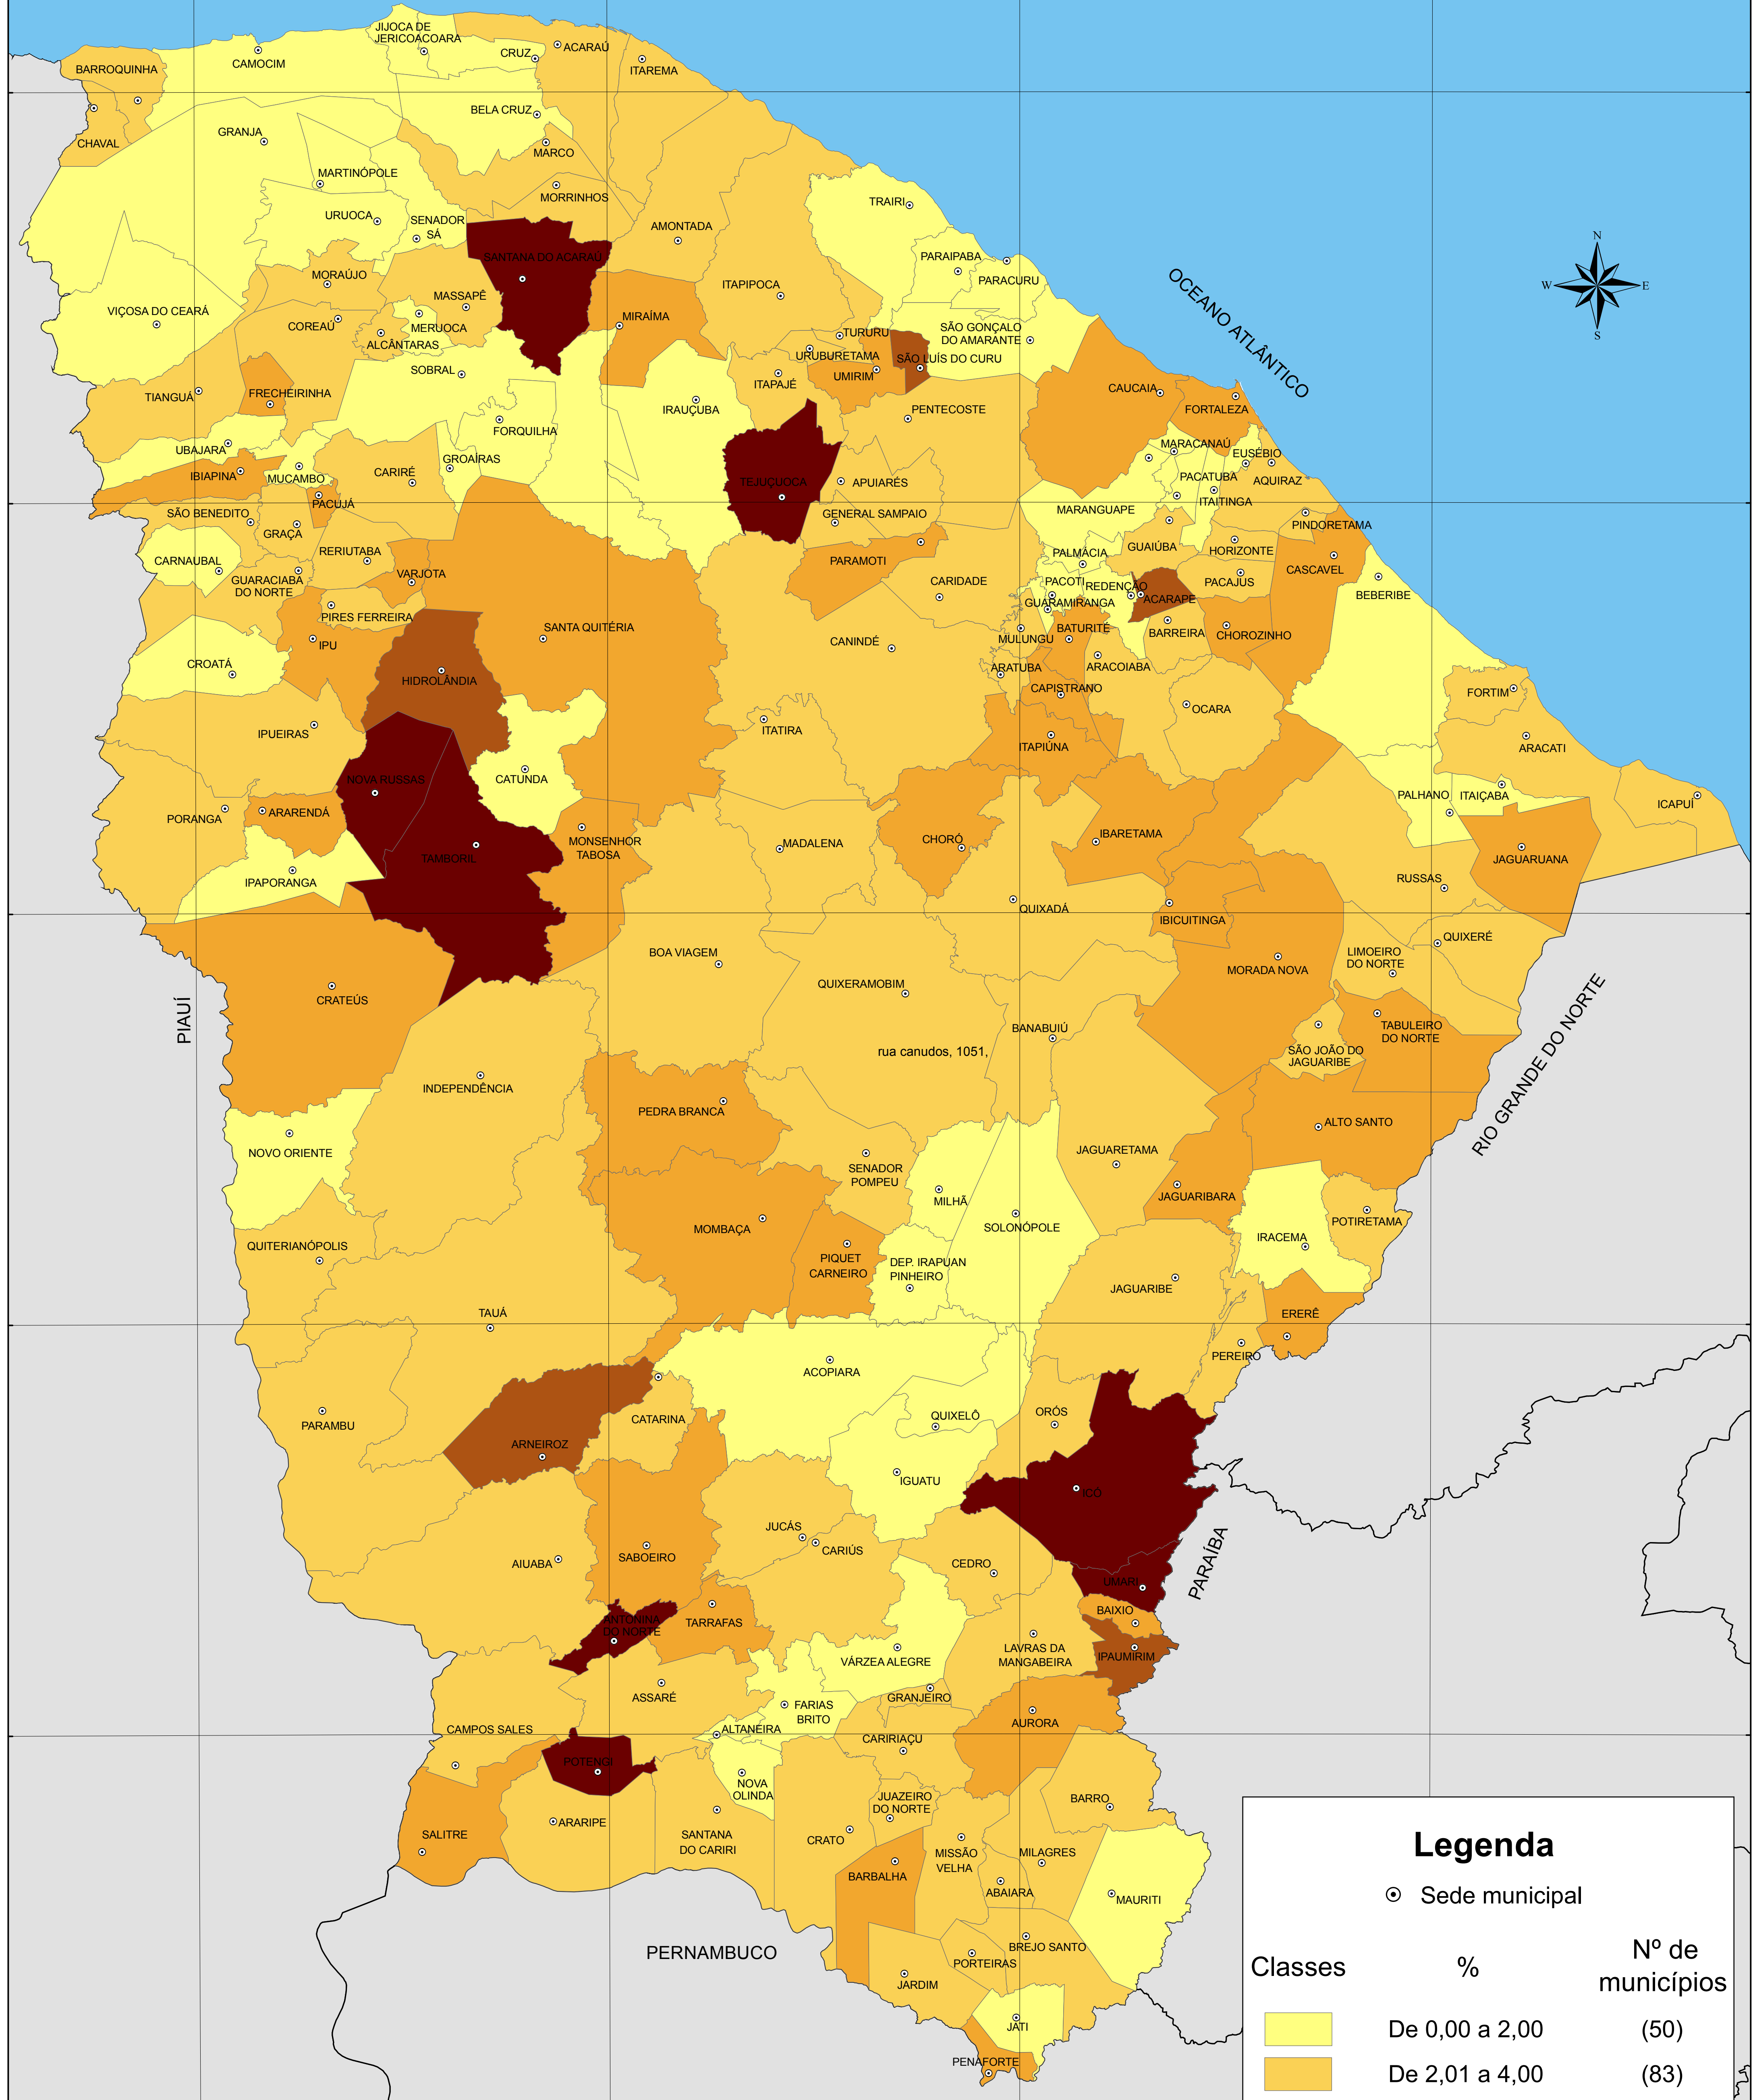 JIJOCA DE
JERICOACOARA
CRUZ
ACARAÚ
ITAREMA
CAMOCIM
BARROQUINHA
CHAVAL
GRANJA
BELA CRUZ
MARCO
MARTINÓPOLE
MORRINHOS
URUOCA
SENADOR
SÁ
TRAIRI
AMONTADA
SANTANA DO ACARAÚ
PARAIPABA
PARACURU
OCEANO ATLÂNTICO
N
W
E
S
MORAÚJO
MASSAPÊ
ITAPIPOCA
VIÇOSA DO CEARÁ
COREAÚ
MERUOCA
ALCÂNTARAS
MIRAÍMA
TURURU
SÃO GONÇALO
DO AMARANTE
URUBURETAMA
SÃO LUÍS DO CURU
SOBRAL
UMIRIM
ITAPAJÉ
TIANGUÁ
FRECHEIRINHA
IRAUÇUBA
PENTECOSTE
CAUCAIA
FORTALEZA
FORQUILHA
UBAJARA
MARACANAÚ
EUSÉBIO
GROAÍRAS
IBIAPINA
MUCAMBO
CARIRÉ
TEJUÇUOCA
APUIARÉS
PACATUBA
AQUIRAZ
ITAITINGA
PACUJÁ
SÃO BENEDITO
GENERAL SAMPAIO
MARANGUAPE
PINDORETAMA
GRAÇA
RERIUTABA
CARNAUBAL
PARAMOTI
PALMÁCIA
GUAIÚBA
HORIZONTE
CASCAVEL
GUARACIABA
DO NORTE
VARJOTA
CARIDADE
PACOTI
REDENÇÃO
PACAJUS
BEBERIBE
GUARAMIRANGA
ACARAPE
PIRES FERREIRA
SANTA QUITÉRIA
BATURITÉ
BARREIRA
CHOROZINHO
IPU
CANINDÉ
MULUNGU
CROATÁ
HIDROLÂNDIA
ARATUBA
ARACOIABA
CAPISTRANO
FORTIM
OCARA
IPUEIRAS
ITATIRA
ITAPIÚNA
ARACATI
NOVA RUSSAS
CATUNDA
PALHANO
ITAIÇABA
ICAPUÍ
PORANGA
ARARENDÁ
MONSENHOR
TABOSA
MADALENA
CHORÓ
IBARETAMA
TAMBORIL
JAGUARUANA
IPAPORANGA
RUSSAS
QUIXADÁ
IBICUITINGA
QUIXERÉ
BOA VIAGEM
LIMOEIRO
DO NORTE
MORADA NOVA
QUIXERAMOBIM
CRATEÚS
PIAUÍ
BANABUIÚ
TABULEIRO
DO NORTE
RIO GRANDE DO NORTE
rua canudos, 1051,
SÃO JOÃO DO
JAGUARIBE
INDEPENDÊNCIA
PEDRA BRANCA
ALTO SANTO
NOVO ORIENTE
JAGUARETAMA
SENADOR
POMPEU
MILHÃ
JAGUARIBARA
MOMBAÇA
SOLONÓPOLE
POTIRETAMA
IRACEMA
QUITERIANÓPOLIS
PIQUET
CARNEIRO
DEP. IRAPUAN
PINHEIRO
JAGUARIBE
TAUÁ
ERERÊ
PEREIRO
ACOPIARA
PARAMBU
CATARINA
QUIXELÔ
ORÓS
ARNEIROZ
IGUATU
ICÓ
JUCÁS
CARIÚS
SABOEIRO
AIUABA
CEDRO
PARAÍBA
UMARI
BAIXIO
ANTONINA
DO NORTE
TARRAFAS
LAVRAS DA
MANGABEIRA
IPAUMIRIM
VÁRZEA ALEGRE
ASSARÉ
GRANJEIRO
FARIAS
BRITO
AURORA
CAMPOS SALES
ALTANEIRA
CARIRIAÇU
POTENGI
NOVA
OLINDA
JUAZEIRO
DO NORTE
BARRO
ARARIPE
SALITRE
SANTANA
DO CARIRI
CRATO
MISSÃO
VELHA
MILAGRES
BARBALHA
ABAIARA
MAURITI
BREJO SANTO
PERNAMBUCO
PORTEIRAS
JARDIM
JATI
PENAFORTE
Legenda
Sede municipal
Classes % Nº de
municípios
De 0,00 a 2,00 (50)
De 2,01 a 4,00 (83)